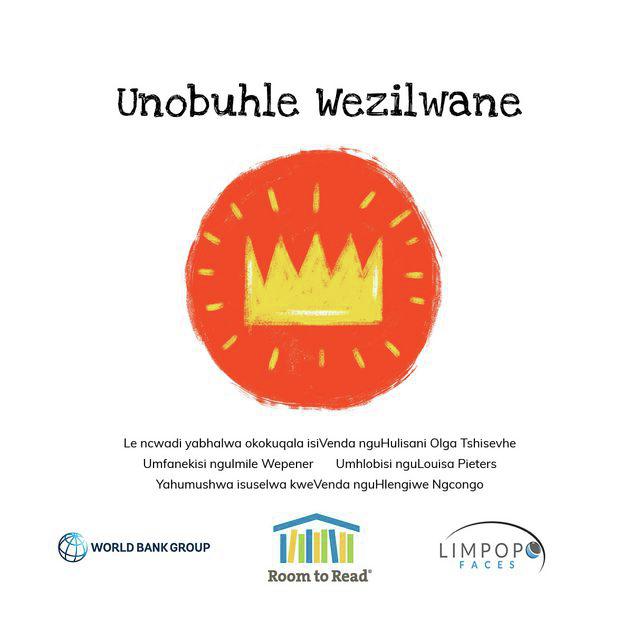 Unobuhle Wezilwane
Le ncwadi yabhalwa okokuqala isiVenda nguHulisani Olga Tshisevhe
Umfanekisi nguImile Wepener Umhlobisi nguLouisa Pieters
Yahumushwa isuselwa kweVenda nguHlengiwe Ngcongo
WORLD BANK GROUP
Room to Read®
LIMPOPO
FACES